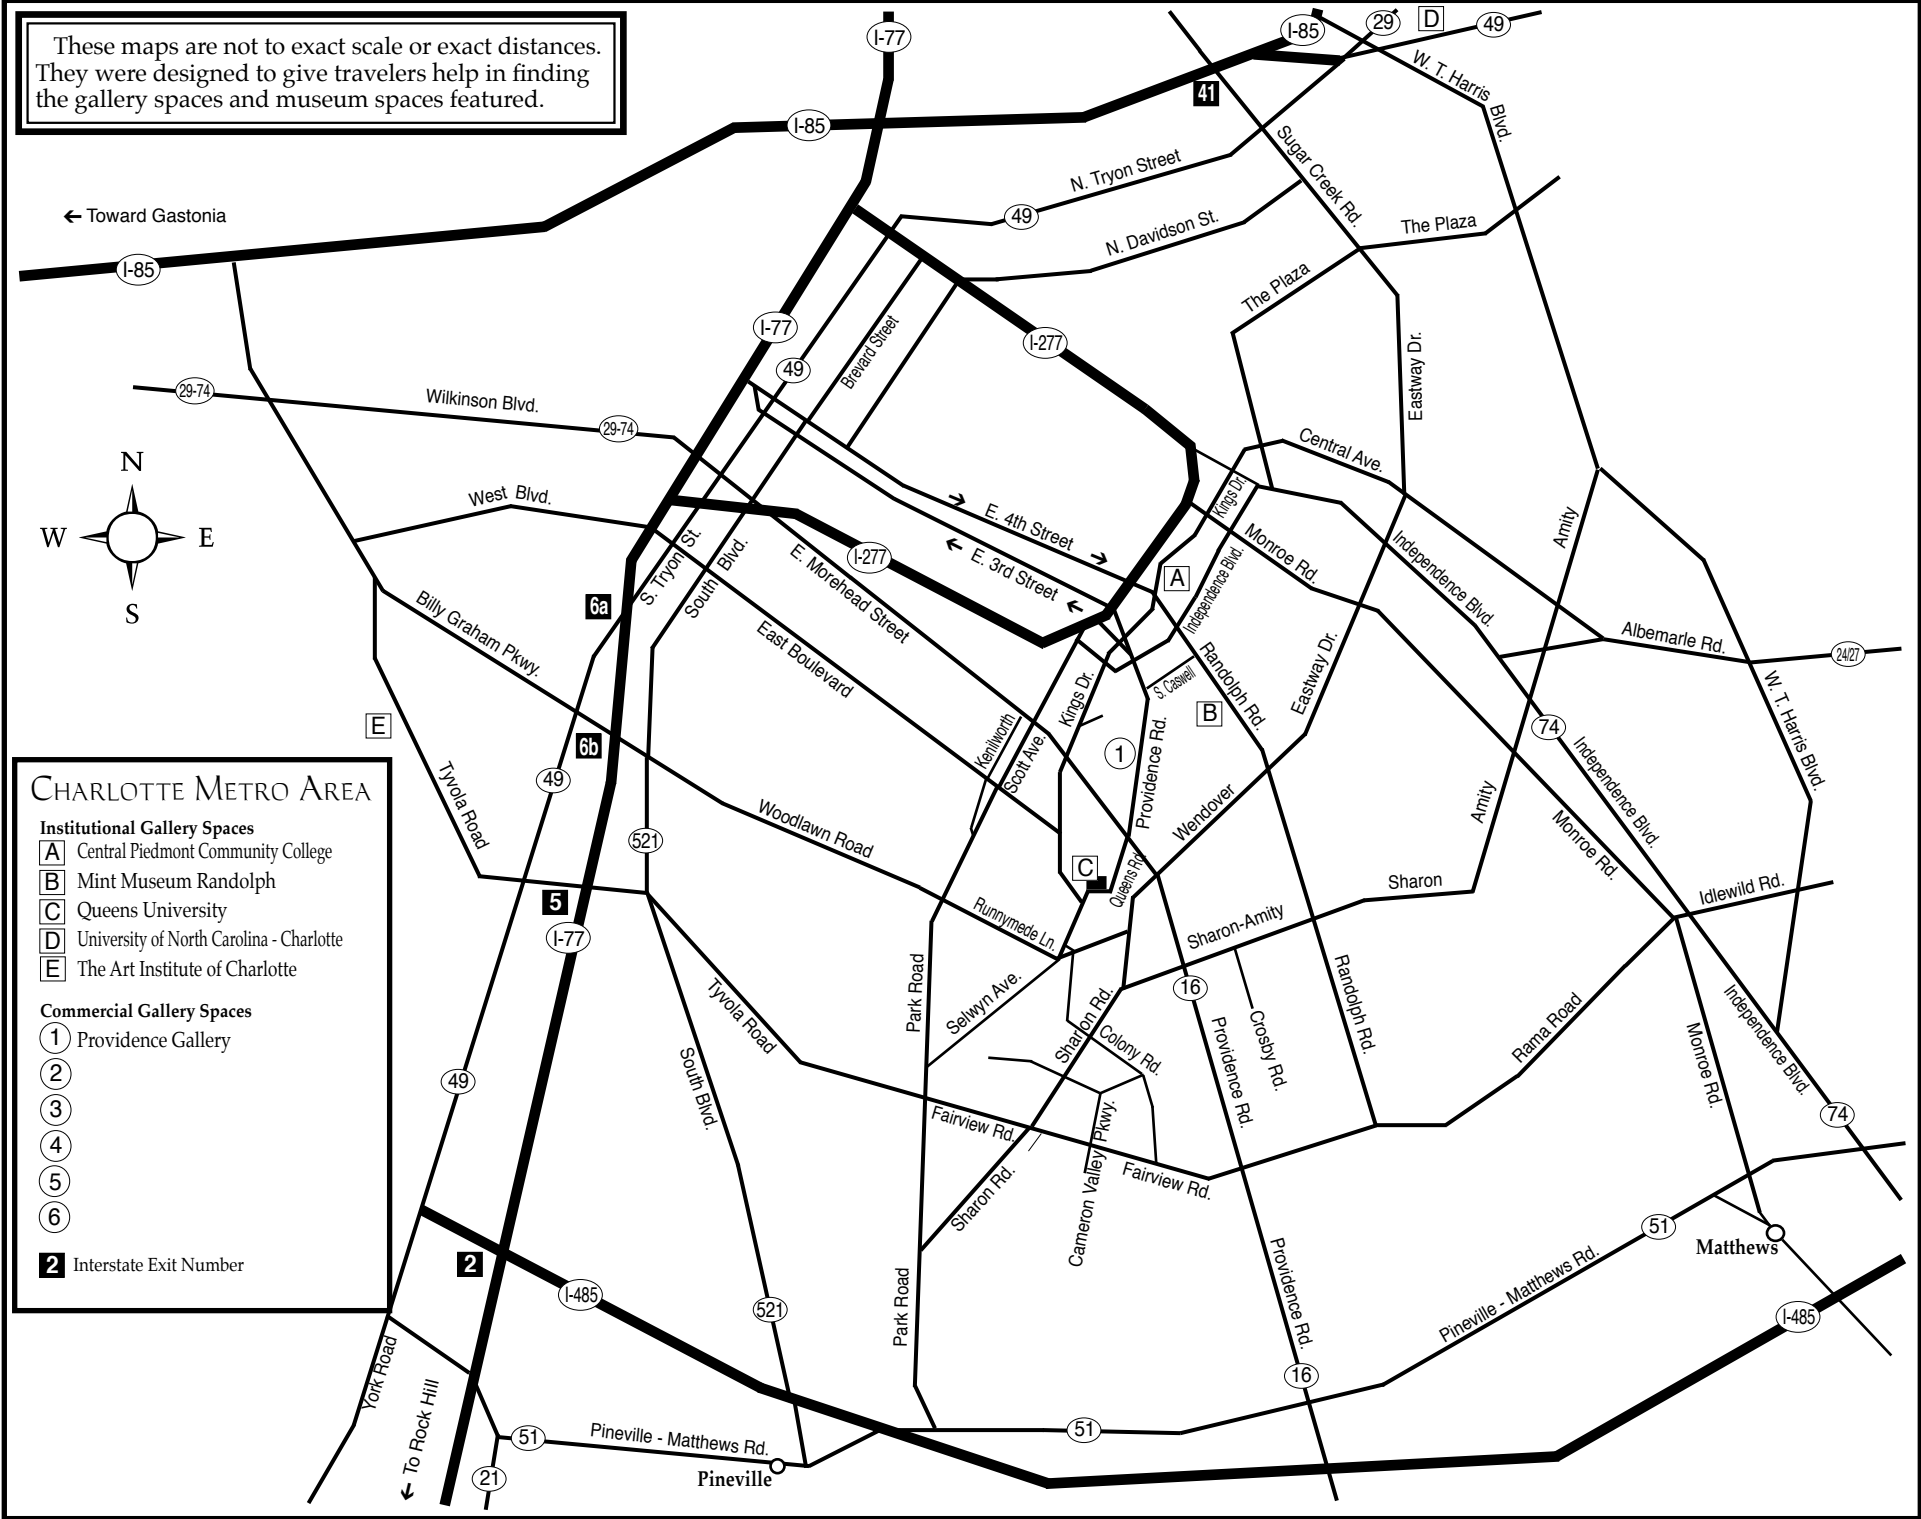 These maps are not to exact scale or exact distances.
They were designed to give travelers help in finding
the gallery spaces and museum spaces featured.
I-77
I-85
29
D
49
W. T. Harris Blvd.
41
I-85
Sugar Creek Rd.
N. Tryon Street
49
N. Davidson St.
The Plaza
← Toward Gastonia
I-85
The Plaza
I-77
I-277
49
Brevard Street
Eastway Dr.
29-74
Wilkinson Blvd.
29-74
Central Ave.
N
W E
S
West Blvd.
Kings Dr.
E. 4th Street
E. 3rd Street
Monroe Rd.
Independence Blvd.
Amity
I-277
S. Tryon St.
South Blvd.
E. Morehead Street
A
Independence Blvd.
6a
Billy Graham Pkwy.
East Boulevard
Randolph Rd.
Eastway Dr.
Albemarle Rd.
24/27
S. Caswell
Kings Dr.
B
W. T. Harris Blvd.
E
6b
Kenilworth
Scott Ave.
1
Providence Rd.
74
Independence Blvd.
49
Tyvola Road
521
Woodlawn Road
Wendover
Amity
Monroe Rd.
C
Queens Rd.
Sharon
Idlewild Rd.
5
I-77
Runnymede Ln.
Sharon-Amity
CHARLOTTE METRO AREA
Institutional Gallery Spaces
A Central Piedmont Community College
B Mint Museum Randolph
C Queens University
D University of North Carolina - Charlotte
E The Art Institute of Charlotte
Commercial Gallery Spaces
1 Providence Gallery
2
3
4
5
6
2 Interstate Exit Number
Tyvola Road
Park Road
Selwyn Ave.
Sharon Rd.
Colony Rd.
16
Providence Rd.
Crosby Rd.
Randolph Rd.
Rama Road
Monroe Rd.
Independence Blvd.
74
49
South Blvd.
Fairview Rd.
Fairview Rd.
Cameron Valley Pkwy.
Sharon Rd.
51
Matthews
2
I-485
521
Park Road
Providence Rd.
Pineville - Matthews Rd.
I-485
16
York Road
← To Rock Hill
51
Pineville - Matthews Rd.
51
21
Pineville